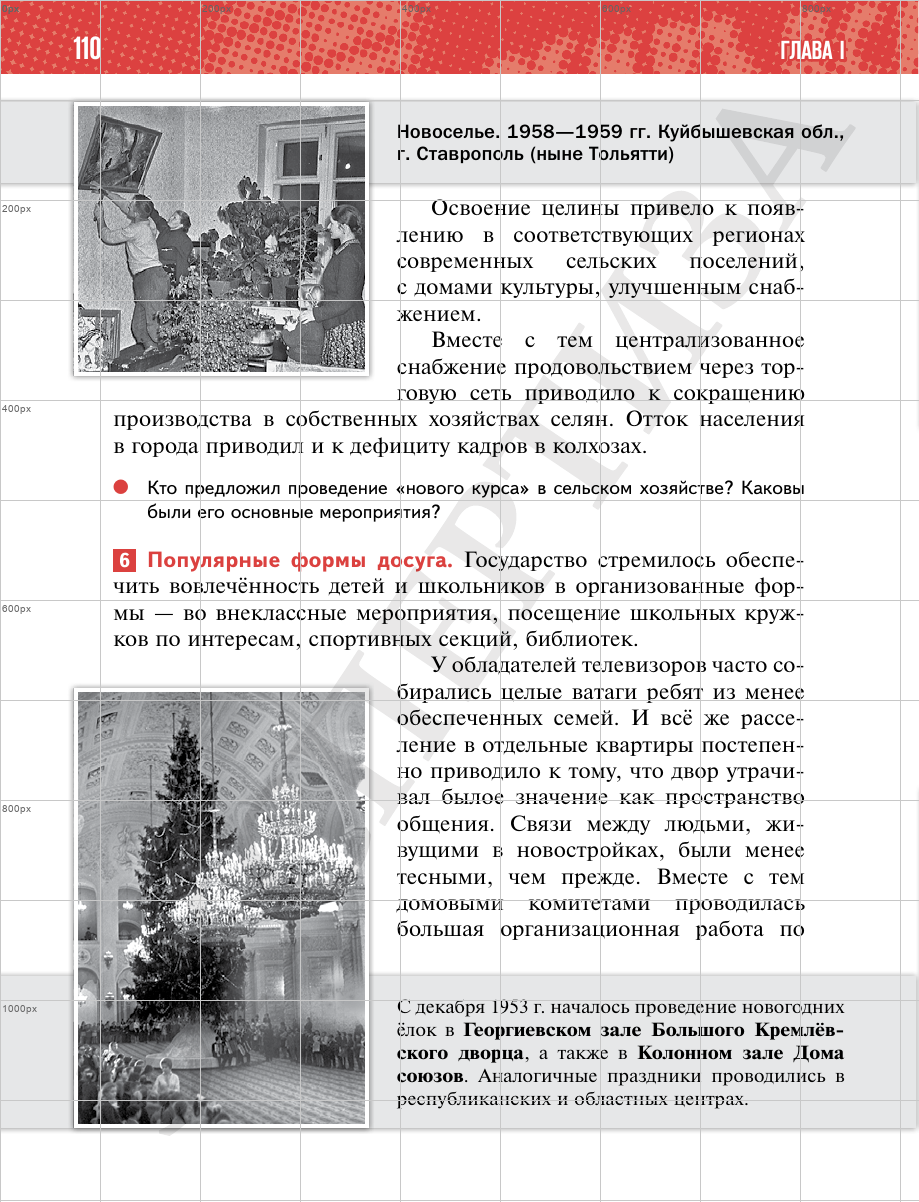 110
ГЛАВА I
Новоселье. 1958—1959 гг. Куйбышевская обл.,
г. Ставрополь (ныне Тольятти)
200px
Освоение целины привело к появ-
лению в соответствующих регионах
современных сельских поселений,
с домами культуры, улучшенным снаб-
жением.
Вместе с тем централизованное
снабжение продовольствием через тор-
говую сеть приводило к сокращению
400px
производства в собственных хозяйствах селян. Отток населения
в города приводил и к дефициту кадров в колхозах.
Кто предложил проведение «нового курса» в сельском хозяйстве? Каковы
были его основные мероприятия?
6 Популярные формы досуга. Государство стремилось обеспе-
чить вовлечённость детей и школьников в организованные фор-
600px
мы — во внеклассные мероприятия, посещение школьных круж-
ков по интересам, спортивных секций, библиотек.
У обладателей телевизоров часто со-
бирались целые ватаги ребят из менее
обеспеченных семей. И всё же рассе-
ление в отдельные квартиры постепен-
но приводило к тому, что двор утрачи-
800px
вал былое значение как пространство
общения. Связи между людьми, жи-
вущими в новостройках, были менее
тесными, чем прежде. Вместе с тем
домовыми комитетами проводилась
большая организационная работа по
1000px
С декабря 1953 г. началось проведение новогодних
ёлок в Георгиевском зале Большого Кремлёв-
ского дворца, а также в Колонном зале Дома
союзов. Аналогичные праздники проводились в
республиканских и областных центрах.